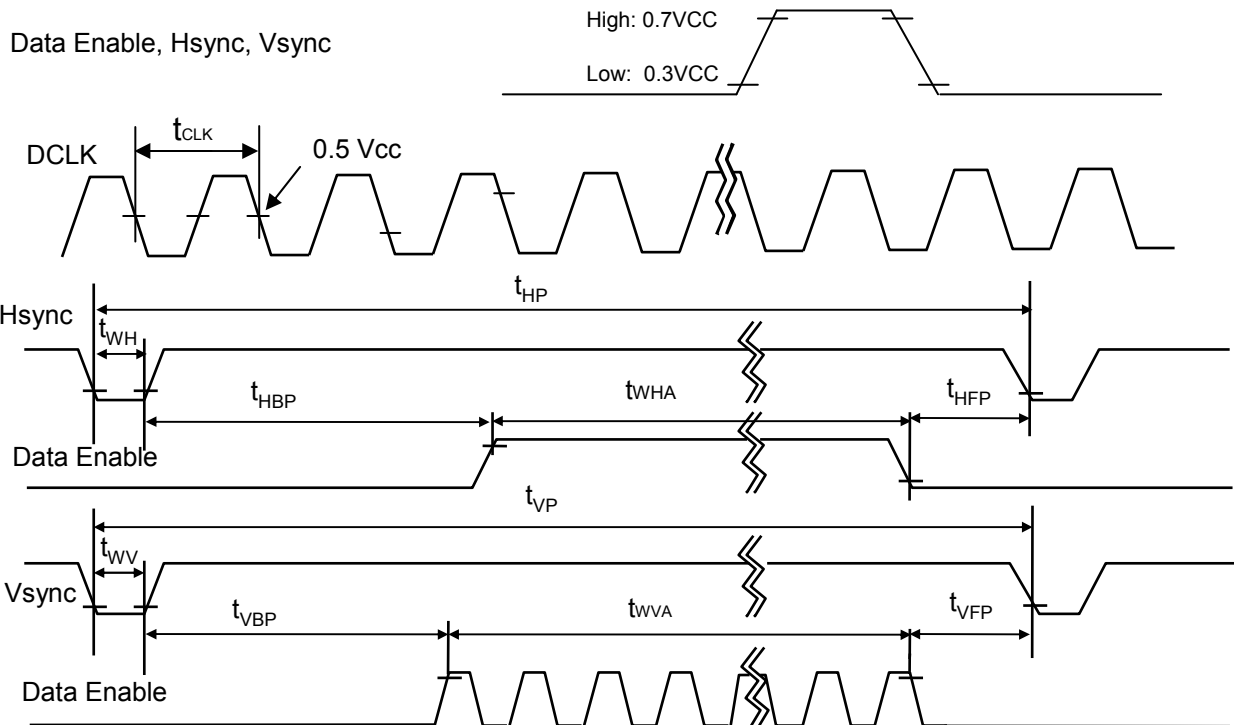 High: 0.7VCC
Data Enable, Hsync, Vsync
Low: 0.3VCC
tCLK
DCLK
0.5 Vcc
tHP
Hsync
tWH
tHBP
tWHA
tHFP
Data Enable
tVP
tWV
Vsync
tVBP
tWVA
tVFP
Data Enable